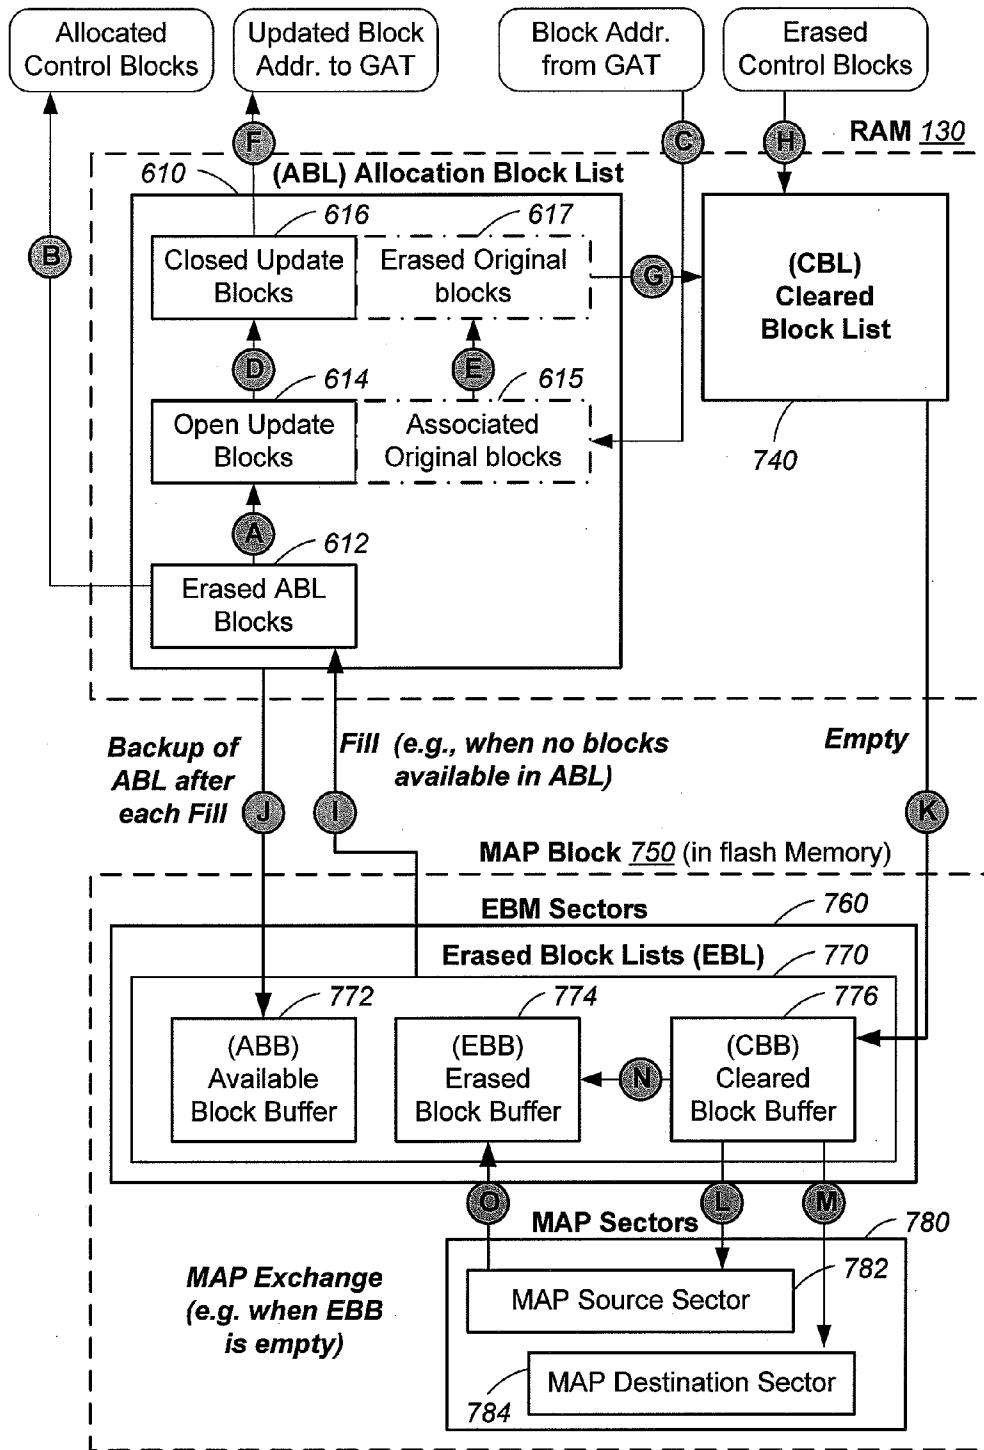 Allocated
Control Blocks
Updated Block
Addr. to GAT
Block Addr.
from GAT
Erased
Control Blocks
F
C
H
RAM 130
610
(ABL) Allocation Block List
616
617
B
Closed Update
Blocks
Erased Original
blocks
G
(CBL)
Cleared
Block List
D
614
E
615
Open Update
Blocks
Associated
Original blocks
740
A
612
Erased ABL
Blocks
Backup of
ABL after
each Fill
Fill (e.g., when no blocks
available in ABL)
Empty
J
I
K
MAP Block 750 (in flash Memory)
EBM Sectors
760
Erased Block Lists (EBL)
770
772
774
776
(ABB)
Available
Block Buffer
(EBB)
Erased
Block Buffer
N
(CBB)
Cleared
Block Buffer
O
L
M
MAP Sectors
780
MAP Exchange
(e.g. when EBB
is empty)
782
MAP Source Sector
784
MAP Destination Sector